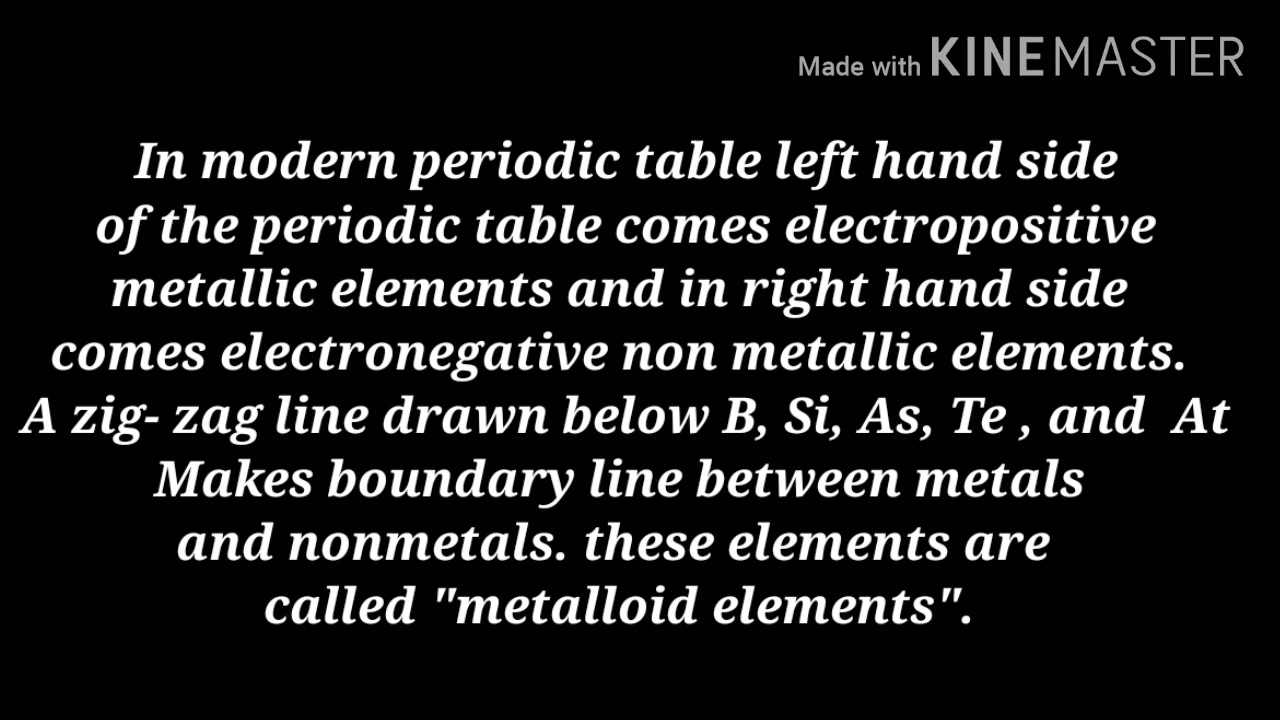 Made with KINEMASTER
In modern periodic table left hand side
of the periodic table comes electropositive
metallic elements and in right hand side
comes electronegative non metallic elements.
A zig- zag line drawn below B, Si, As, Te , and  At
Makes boundary line between metals
and nonmetals. these elements are
called "metalloid elements".